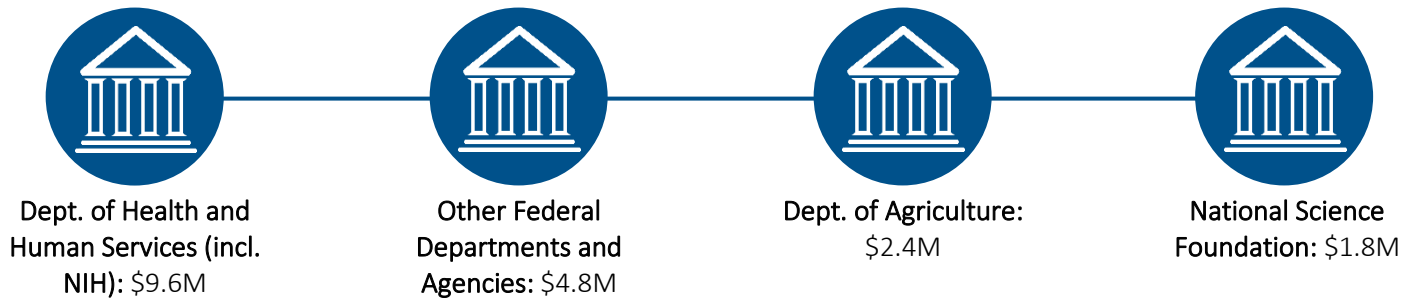 Dept. of Health and
Human Services (incl.
NIH): $9.6M
Other Federal
Departments and
Agencies: $4.8M
Dept. of Agriculture:
$2.4M
National Science
Foundation: $1.8M